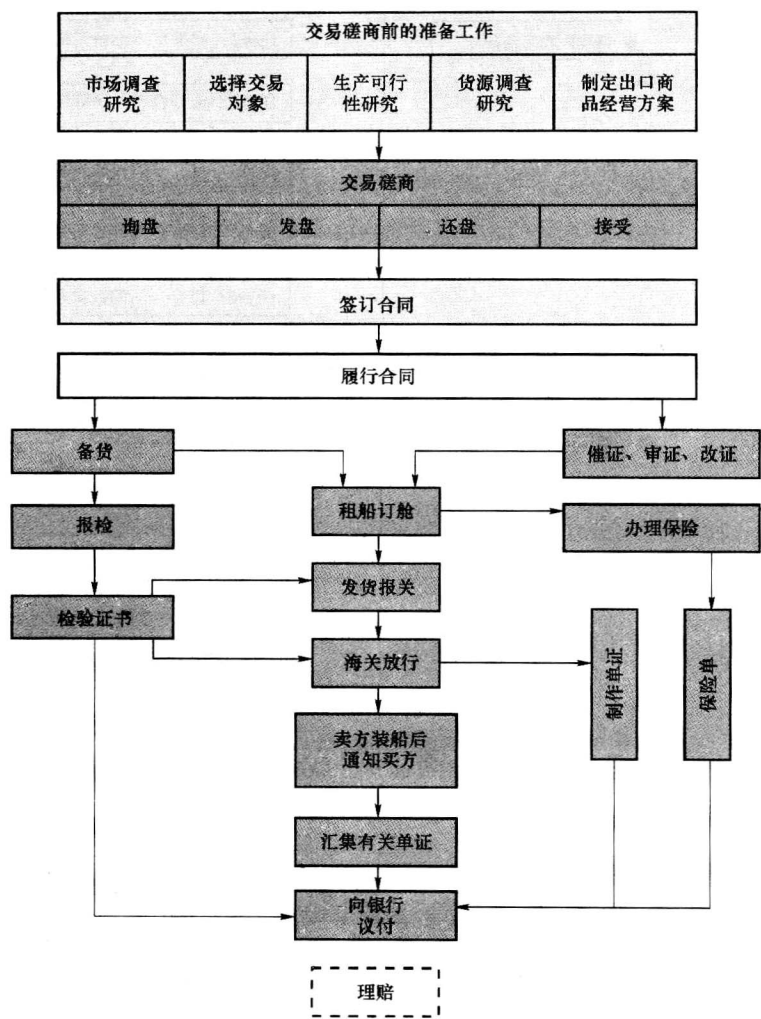 交易磋商前的准备工作
市场调查
研究
选择交易
对象
生产可行
性研究
货源调查
研究
制定出口商
品经营方案
交易磋商
询盘
发盘
还盘
接受
签订合同
履行合同
备货
催证、审证、改证
租船订舱
报检
办理保险
发货报关
检验证书
海关放行
制作单证
保险单
卖方装船后
通知买方
汇集有关单证
向银行
议付
理赔